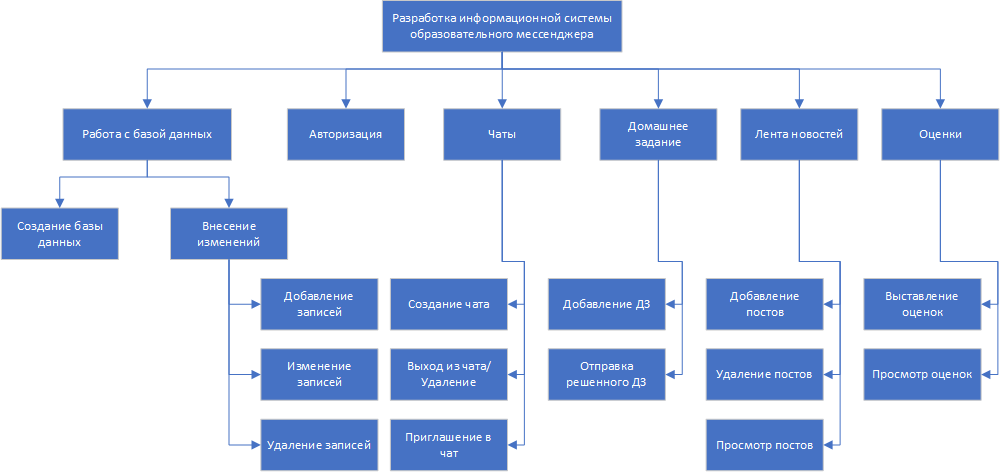 Разработка информационной системы
образовательного мессенджера
Работа с базой данных
Авторизация
Чаты
Домашнее
задание
Лента новостей
Оценки
Создание базы
данных
Внесение
изменений
Добавление
записей
Создание чата
Добавление ДЗ
Добавление
постов
Выставление
оценок
Изменение
записей
Выход из чата/
Удаление
Отправка
решенного ДЗ
Удаление постов
Просмотр оценок
Удаление записей
Приглашение в
чат
Просмотр постов